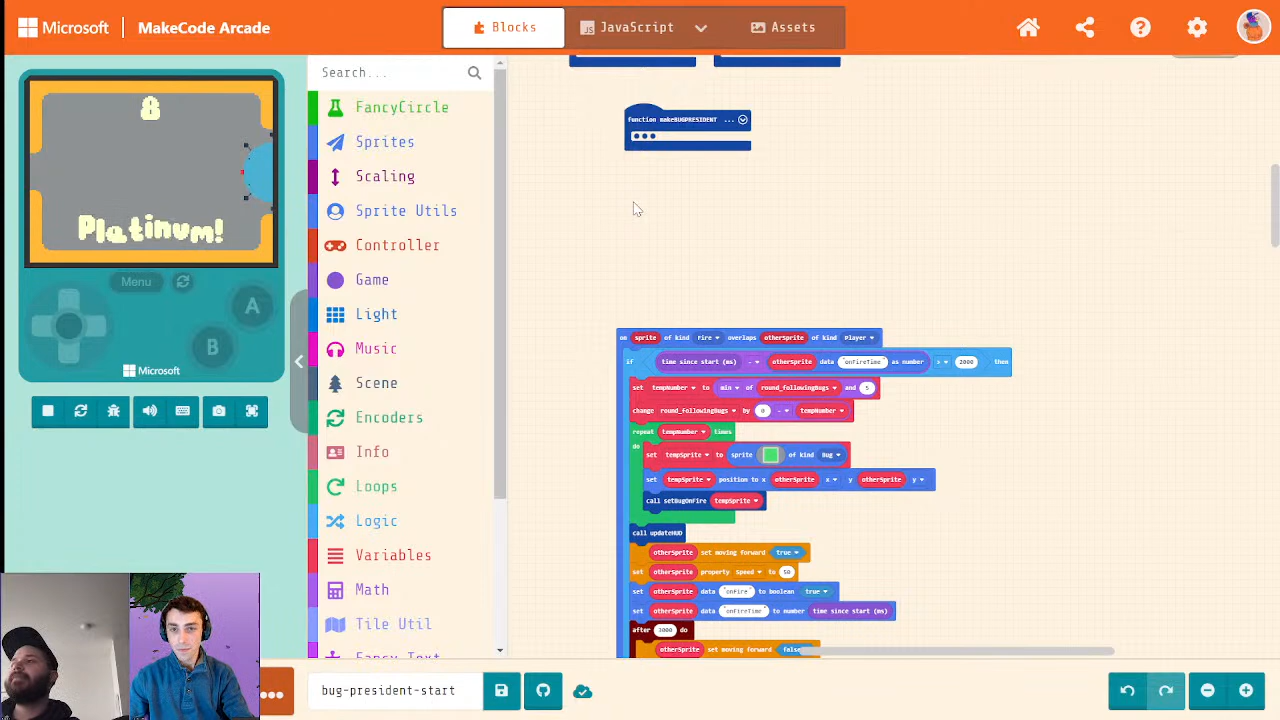 Microsoft
MakeCode Arcade
Blocks
JavaScript
Assets
8
Platinum!
Menu
A
B
Microsoft
Search...
FancyCircle
Sprites
Scaling
Sprite Utils
Controller
Game
Light
Music
Scene
Encoders
Info
Loops
Logic
Variables
Math
Tile Util
Fancy Text
function makeBUGPRESIDENT ...
on sprite of kind Fire overlaps otherSprite of kind Player
if time since start (ms) - otherSprite data "onFireTime" as number > 2000 then
set tempNumber to min of round_followingBugs and 5
change round_followingBugs by 0 - tempNumber
repeat tempNumber times
do set tempSprite to sprite of kind Bug
set tempSprite position to x otherSprite x y otherSprite y
call setBugOnFire tempSprite
call updateHUD
otherSprite set moving forward true
set otherSprite property Speed to 50
set otherSprite data "onFire" to boolean true
set otherSprite data "onFireTime" to number time since start (ms)
after 3000 do
otherSprite set moving forward false
bug-president-start